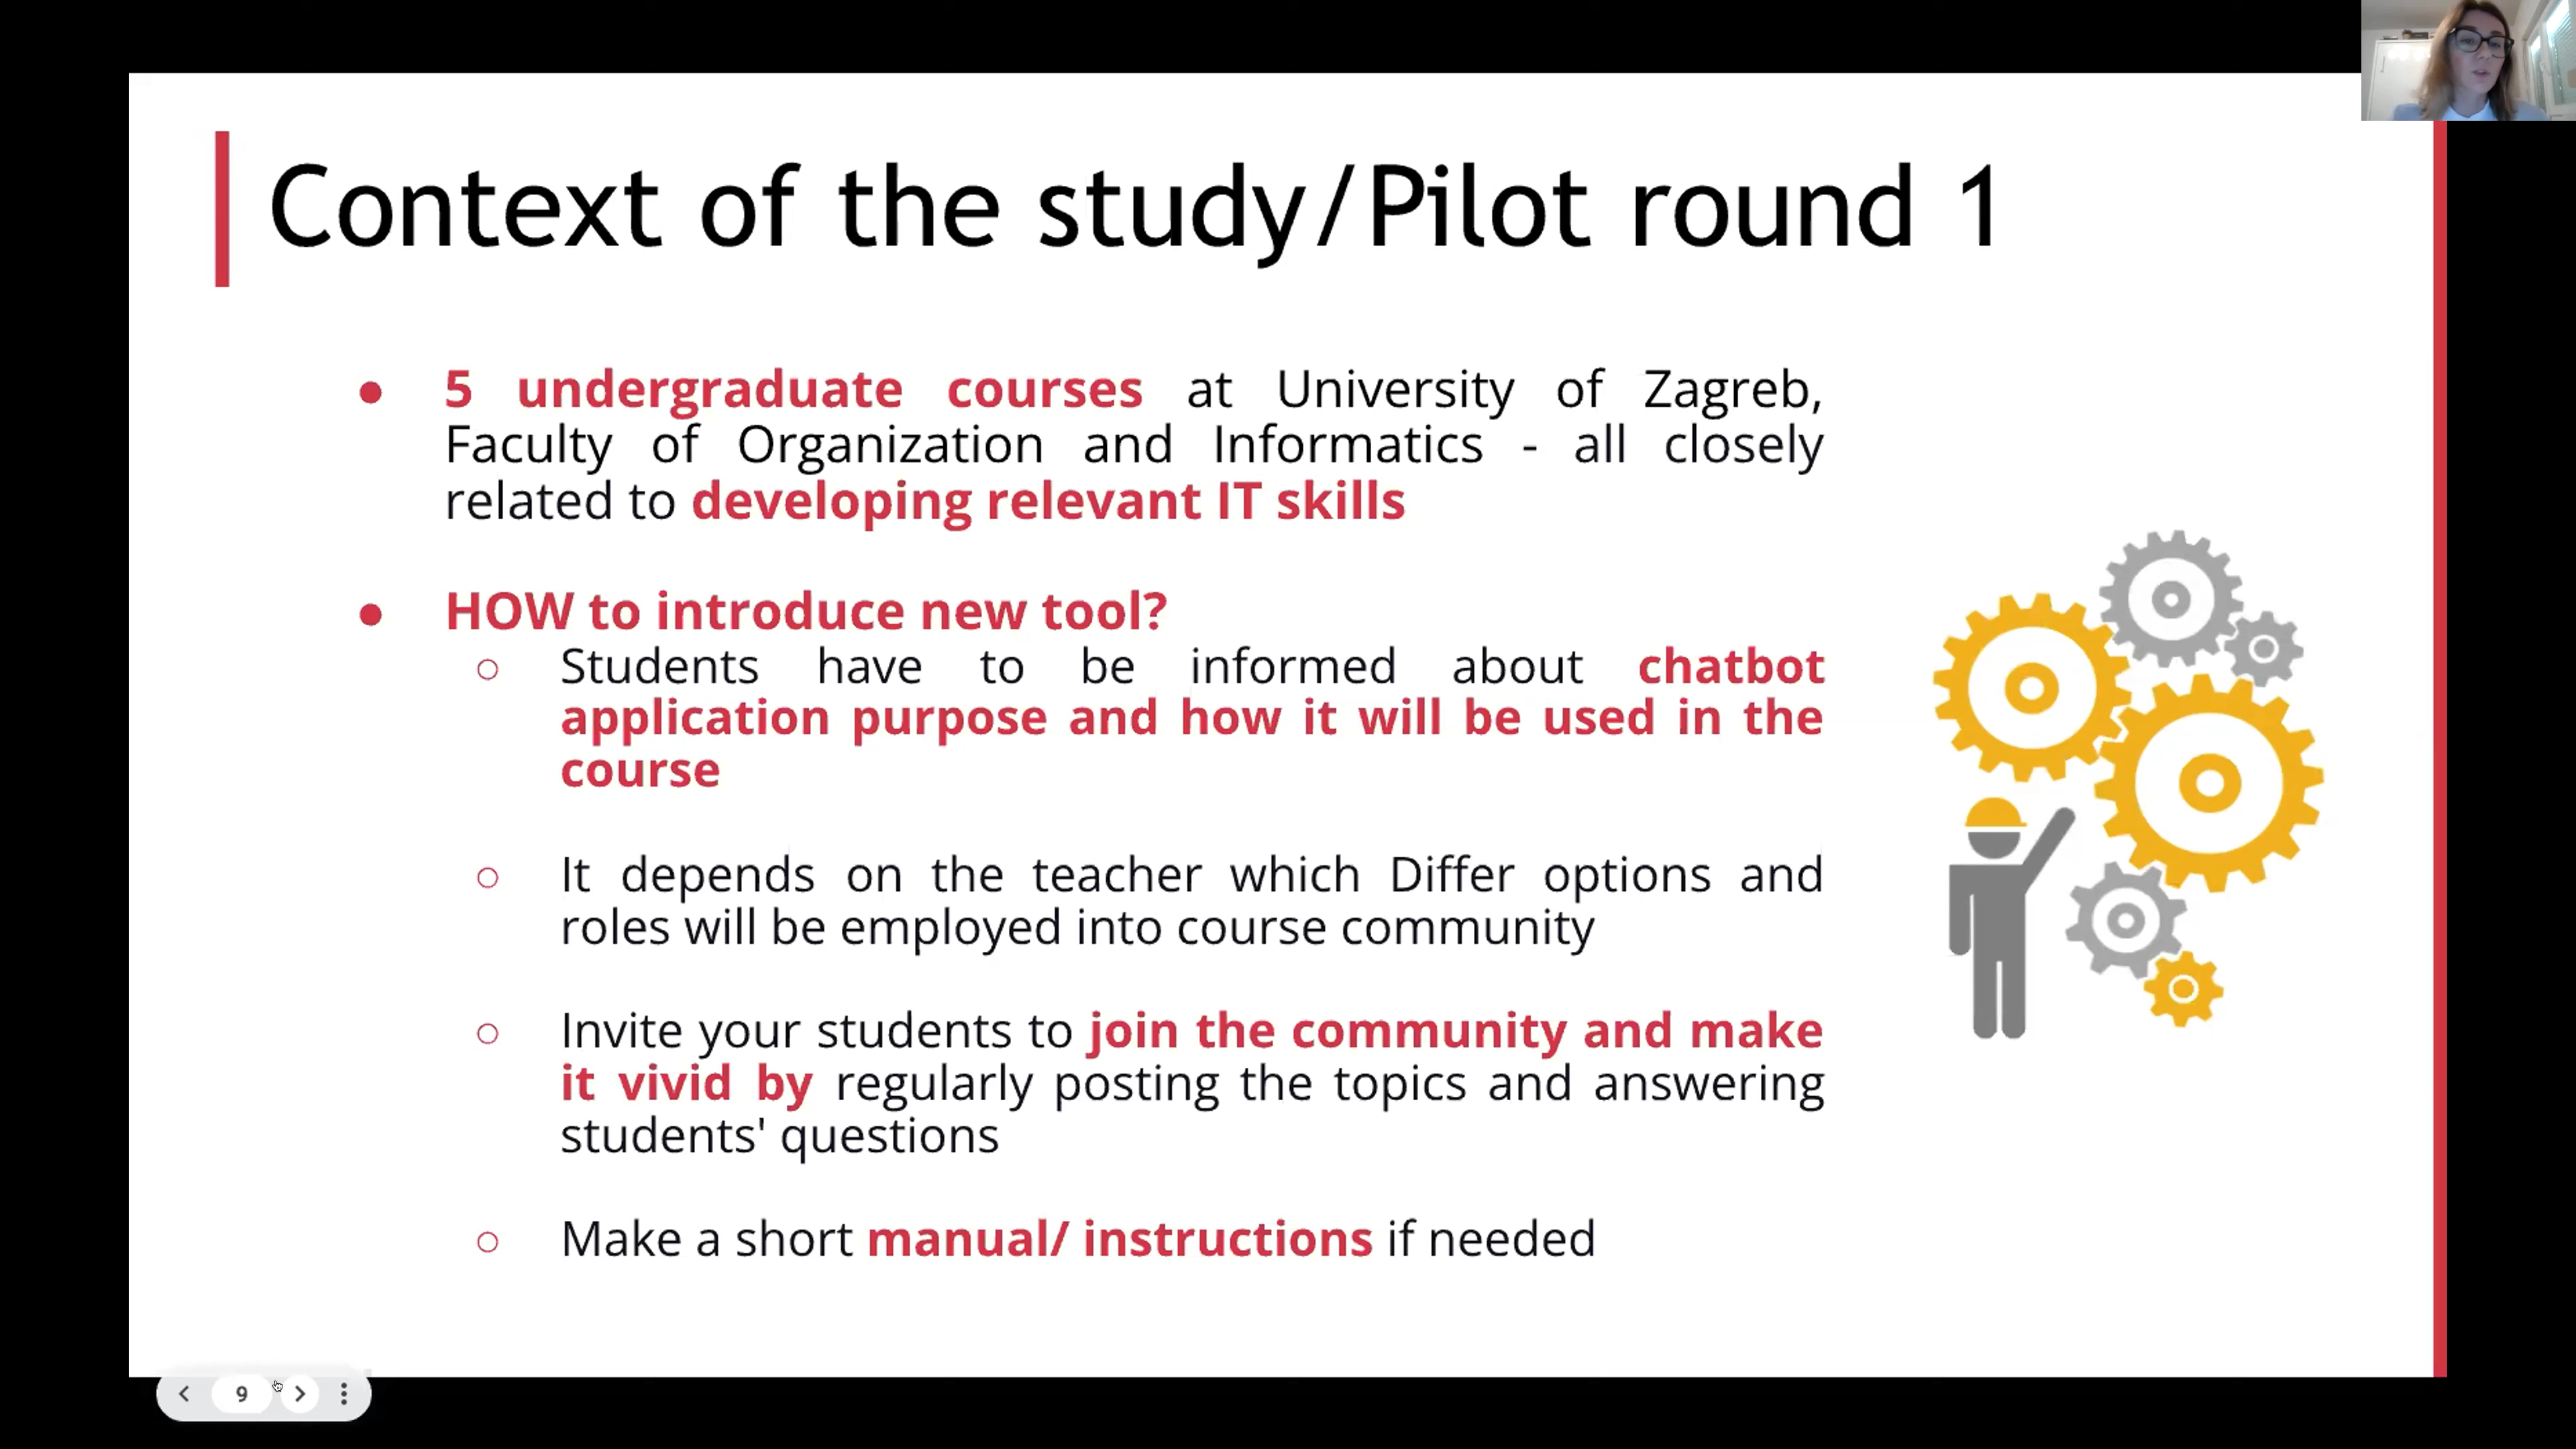 Context of the study/Pilot round 1
● 5 undergraduate courses at University of Zagreb,
Faculty of Organization and Informatics - all closely
related to developing relevant IT skills
● HOW to introduce new tool?
○ Students have to be informed about chatbot
application purpose and how it will be used in the
course
○ It depends on the teacher which Differ options and
roles will be employed into course community
○ Invite your students to join the community and make
it vivid by regularly posting the topics and answering
students' questions
○ Make a short manual/ instructions if needed
9